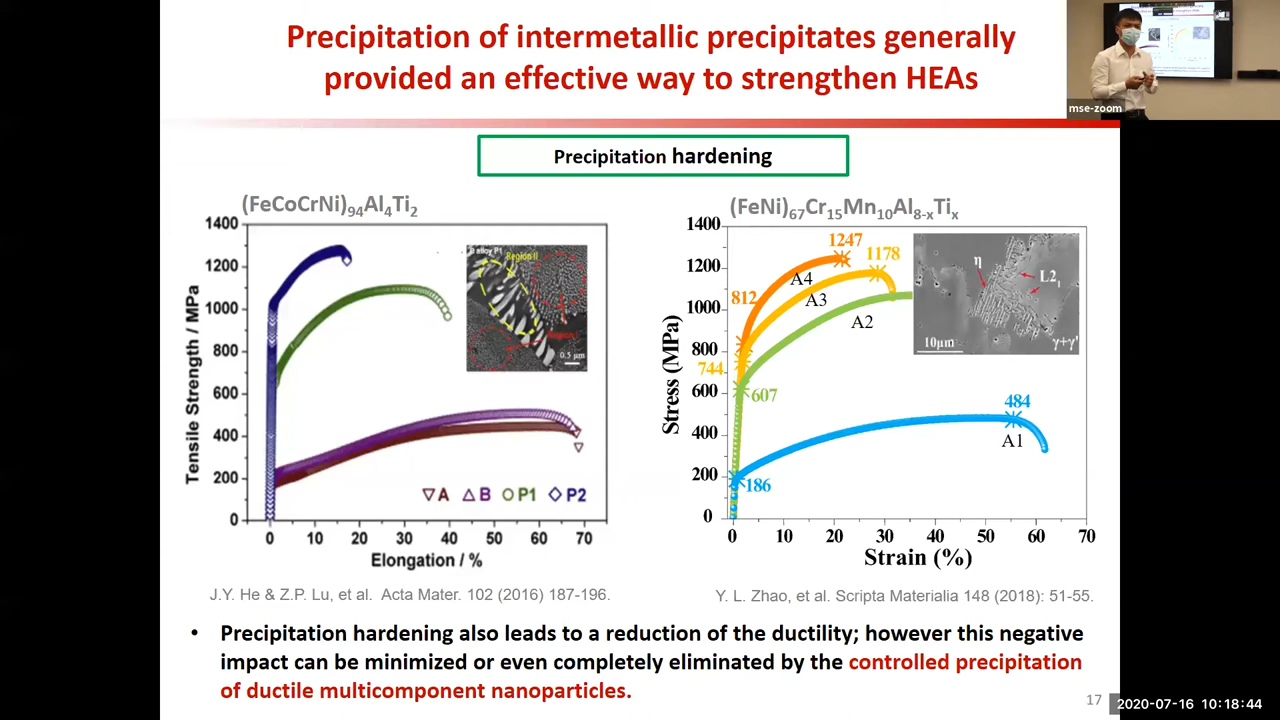 Precipitation of intermetallic precipitates generally
provided an effective way to strengthen HEAs
mse-zoom
Precipitation hardening
(FeCoCrNi)94Al4Ti2
1400
1200
1000
800
600
400
200
0
Tensile Strength / MPa
0 10 20 30 40 50 60 70
Elongation / %
alloy P1
Region II
Region I
0.5 μm
A B P1 P2
J.Y. He & Z.P. Lu, et al. Acta Mater. 102 (2016) 187-196.
(FeNi)67Cr15Mn10Al8-xTix
1400
1200
1000
800
600
400
200
0
Stress (MPa)
0 10 20 30 40 50 60 70
Strain (%)
1247
1178
812
A4
A3
A2
744
607
484
A1
186
η
L21
10μm
γ+γ'
Y. L. Zhao, et al. Scripta Materialia 148 (2018): 51-55.
• Precipitation hardening also leads to a reduction of the ductility; however this negative
impact can be minimized or even completely eliminated by the controlled precipitation
of ductile multicomponent nanoparticles.
17
2020-07-16 10:18:44